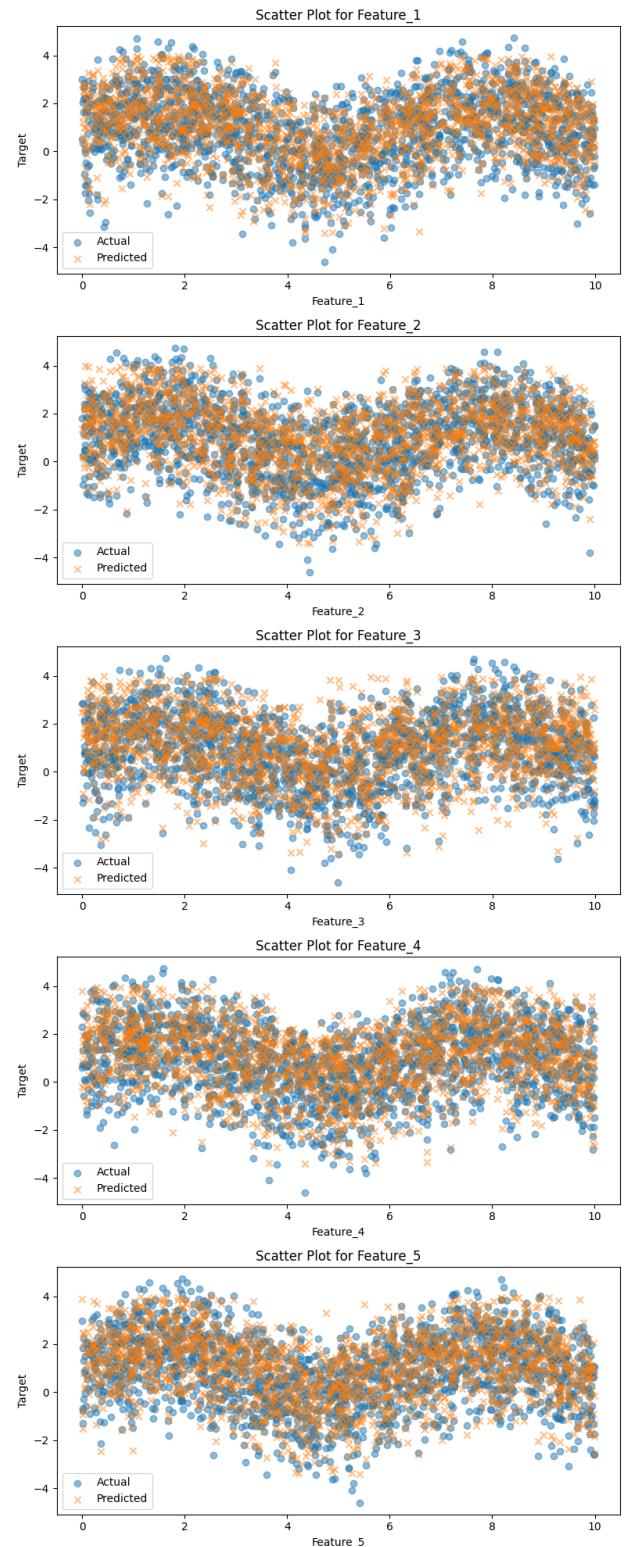 Scatter Plot for Feature_1
4
2
0
−2
−4
Target
Actual
Predicted
0 2 4 6 8 10
Feature_1
Scatter Plot for Feature_2
4
2
0
−2
−4
Target
Actual
Predicted
0 2 4 6 8 10
Feature_2
Scatter Plot for Feature_3
4
2
0
−2
−4
Target
Actual
Predicted
0 2 4 6 8 10
Feature_3
Scatter Plot for Feature_4
4
2
0
−2
−4
Target
Actual
Predicted
0 2 4 6 8 10
Feature_4
Scatter Plot for Feature_5
4
2
0
−2
−4
Target
Actual
Predicted
0 2 4 6 8 10
Feature_5